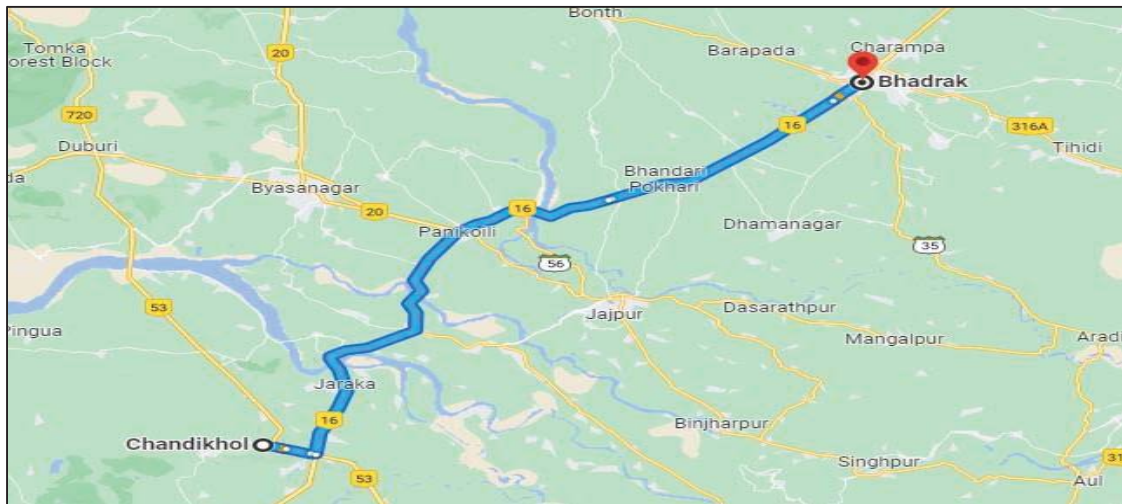 Bonth
Tomka
orest Block
20
Barapada
Charampa
Bhadrak
720
16
316A
Duburi
Tihidi
da
Byasanagar
Bhandari
Pokhari
20
16
Panikoili
Dhamanagar
35
56
53
Jajpur
Dasarathpur
Pingua
Mangalpur
Aradi
Jaraka
16
Binjharpur
Chandikhol
Singhpur
31
53
Aul